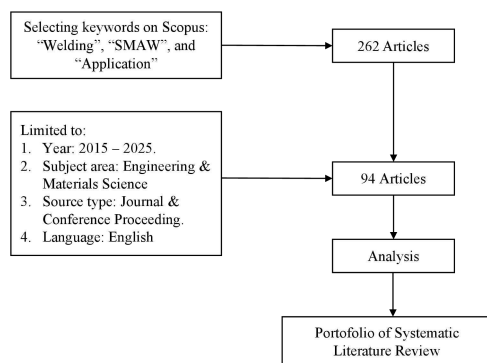 Selecting keywords on Scopus:
“Welding”, “SMAW”, and
“Application”
262 Articles
Limited to:
1. Year: 2015 – 2025.
2. Subject area: Engineering &
Materials Science
3. Source type: Journal &
Conference Proceeding.
4. Language: English
94 Articles
Analysis
Portofolio of Systematic
Literature Review